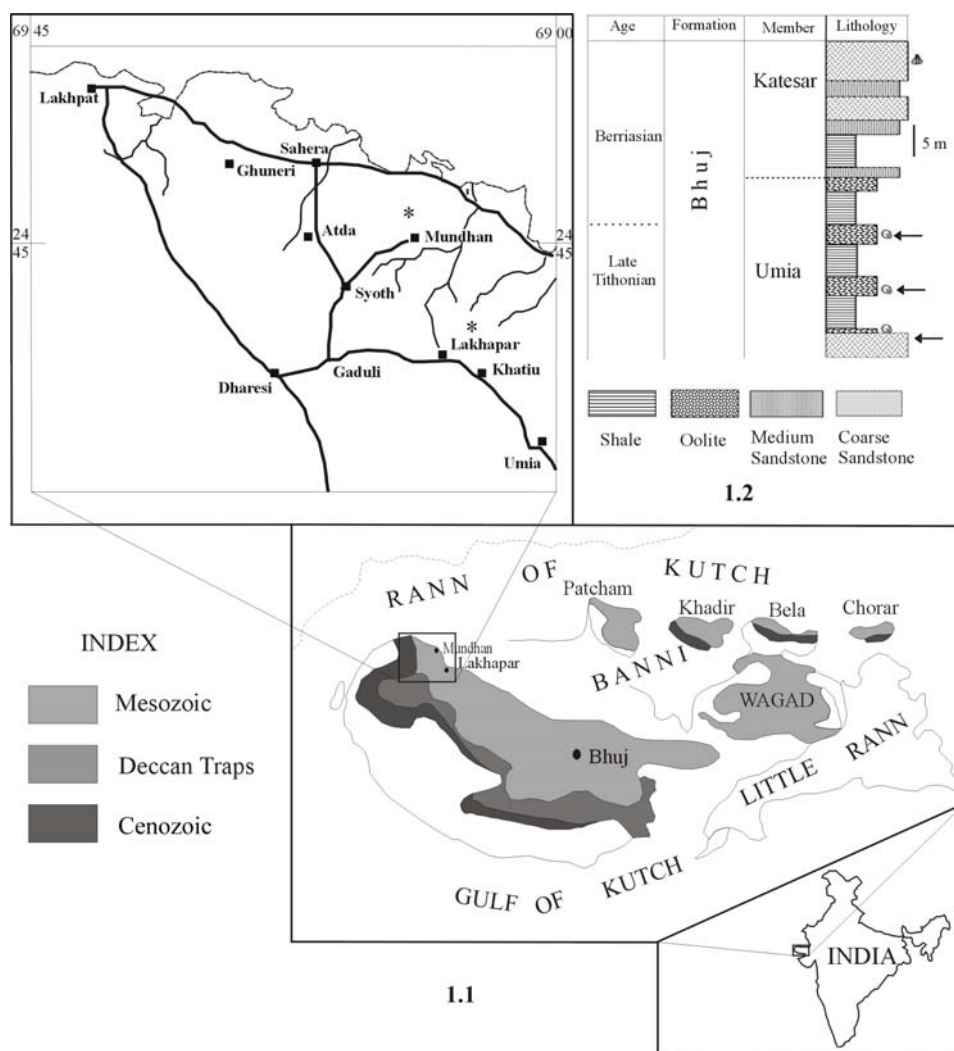 69 45
69 00
Lakhpat
Sahera
Ghuneri
Atda
Mundhan
24
45
24
45
Syoth
Lakhapar
Gaduli
Khatiu
Dharesi
Umia
Age
Formation
Member
Lithology
Katesar
Berriasian
Bhuj
5 m
Late
Tithonian
Umia
Shale
Oolite
Medium
Sandstone
Coarse
Sandstone
1.2
RANN OF KUTCH
Patcham
Khadir
Bela
Chorar
INDEX
Mundhan
Lakhapar
BANNI
Mesozoic
WAGAD
Deccan Traps
Bhuj
LITTLE RANN
Cenozoic
GULF OF KUTCH
INDIA
1.1